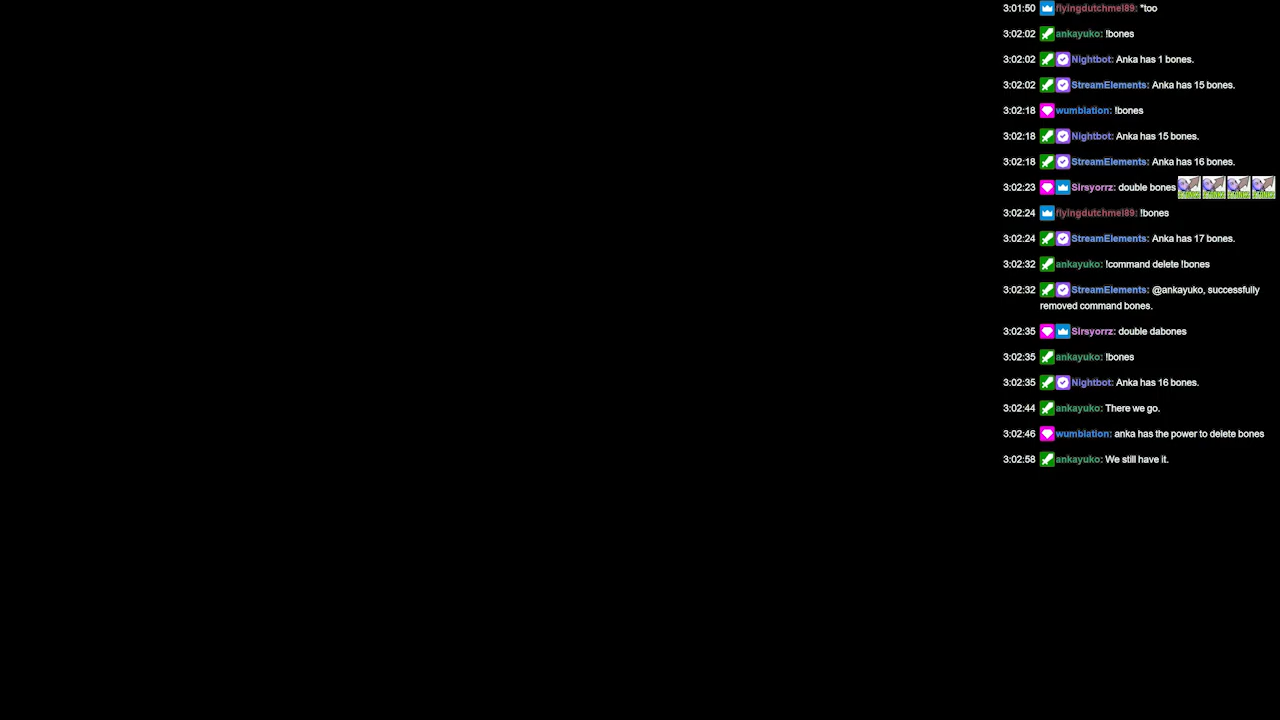 3:01:50 flyingdutchmel89: *too
3:02:02 ankayuko: !bones
3:02:02 Nightbot: Anka has 1 bones.
3:02:02 StreamElements: Anka has 15 bones.
3:02:18 wumblation: !bones
3:02:18 Nightbot: Anka has 15 bones.
3:02:18 StreamElements: Anka has 16 bones.
3:02:23 Sirsyorrz: double bones
3:02:24 flyingdutchmel89: !bones
3:02:24 StreamElements: Anka has 17 bones.
3:02:32 ankayuko: !command delete !bones
3:02:32 StreamElements: @ankayuko, successfully
removed command bones.
3:02:35 Sirsyorrz: double dabones
3:02:35 ankayuko: !bones
3:02:35 Nightbot: Anka has 16 bones.
3:02:44 ankayuko: There we go.
3:02:46 wumblation: anka has the power to delete bones
3:02:58 ankayuko: We still have it.